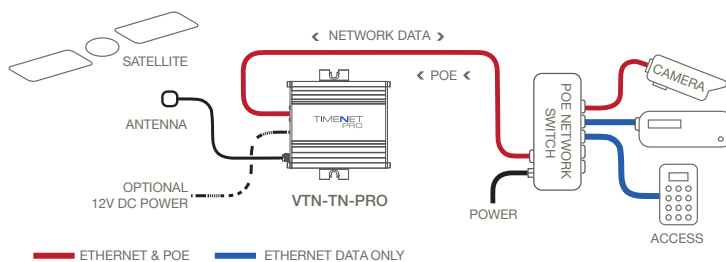 < NETWORK DATA >
SATELLITE
< POE <
CAMERA
ANTENNA
TIMENET
PRO
POE NETWORK
SWITCH
OPTIONAL
12V DC POWER
VTN-TN-PRO
POWER
ACCESS
ETHERNET & POE
ETHERNET DATA ONLY